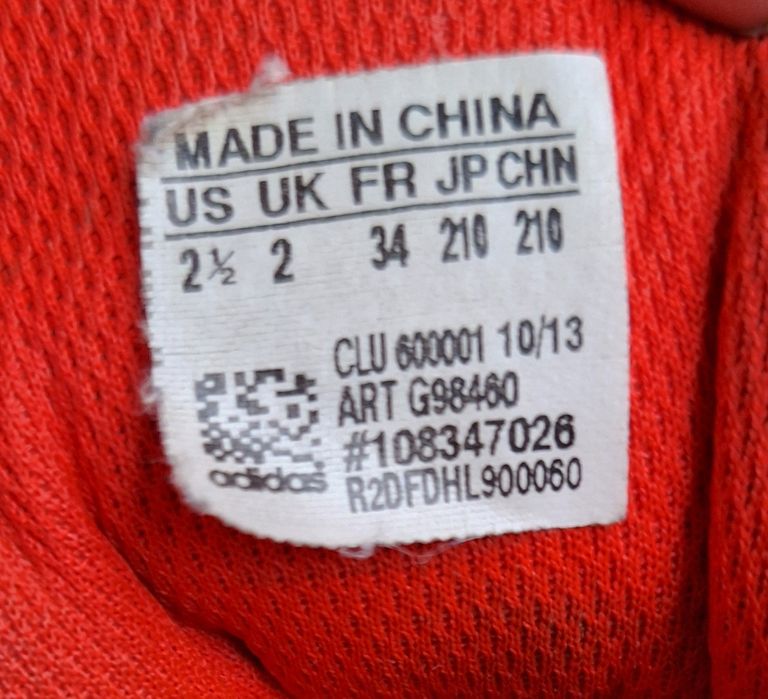 MADE IN CHINA
US UK FR JP CHN
2½ 2 34 210 210
CLU 600001 10/13
ART G98460
#108347026
adidas R2DFDHL900060